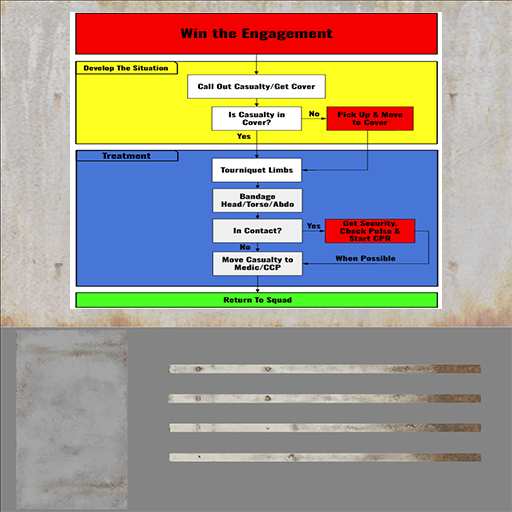 Win the Engagement
Develop The Situation
Call Out Casualty/Get Cover
Is Casualty in
Cover?
No
Pick Up & Move
to Cover
Yes
Treatment
Tourniquet Limbs
Bandage
Head/Torso/Abdo
In Contact?
Yes
Get Security,
Check Pulse &
Start CPR
No
Move Casualty to
Medic/CCP
When Possible
Return To Squad